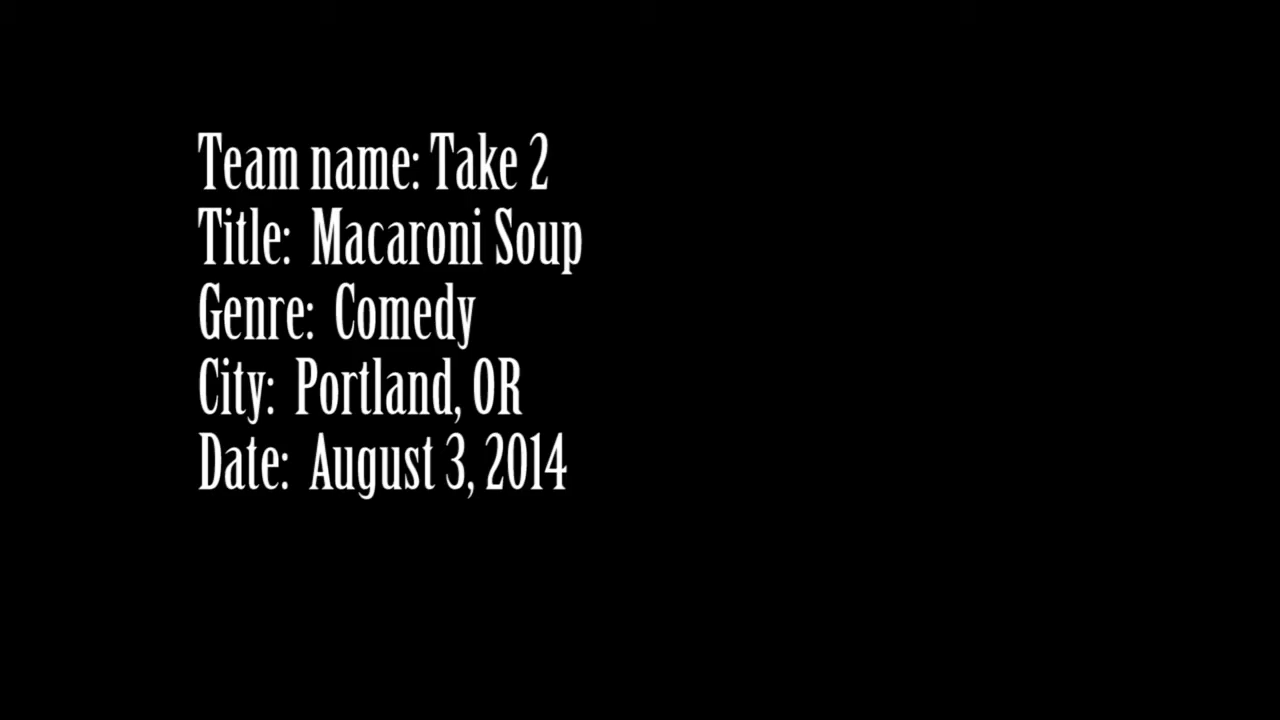 Team name: Take 2
Title: Macaroni Soup
Genre: Comedy
City: Portland, OR
Date: August 3, 2014